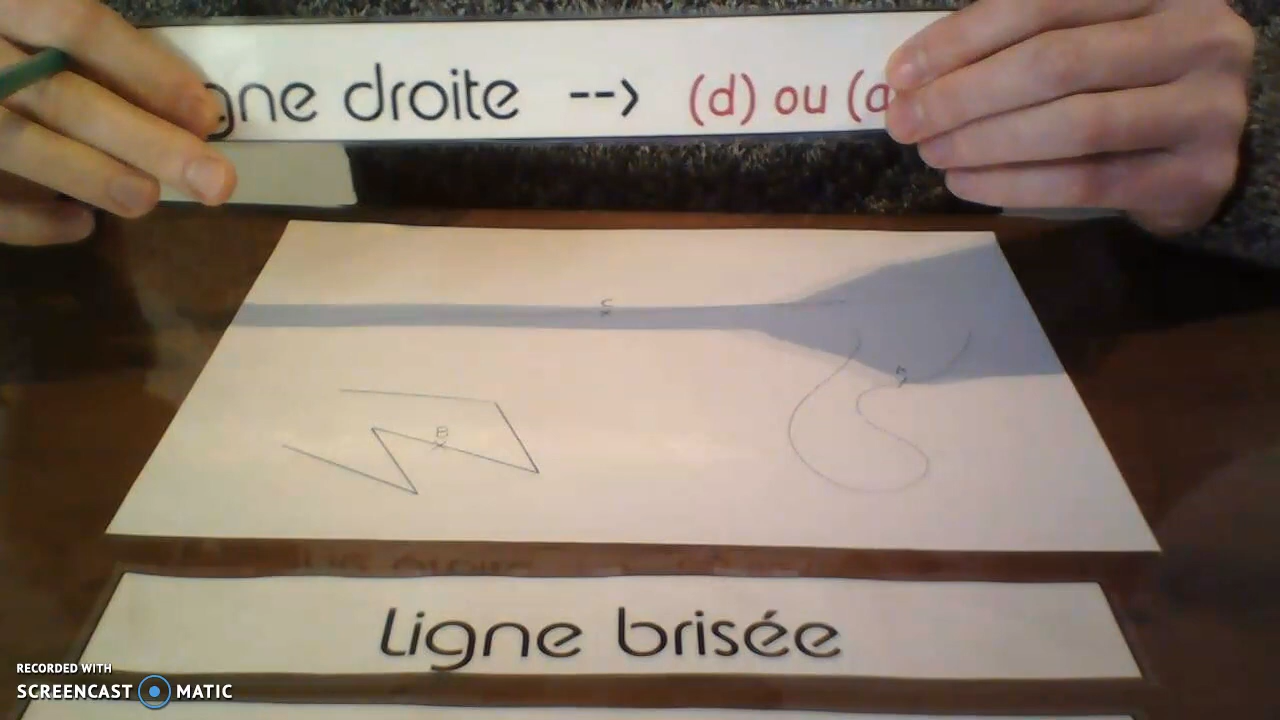 gne droite --> (d) ou (a
C
B
Ligne brisée
RECORDED WITH
SCREENCAST MATIC